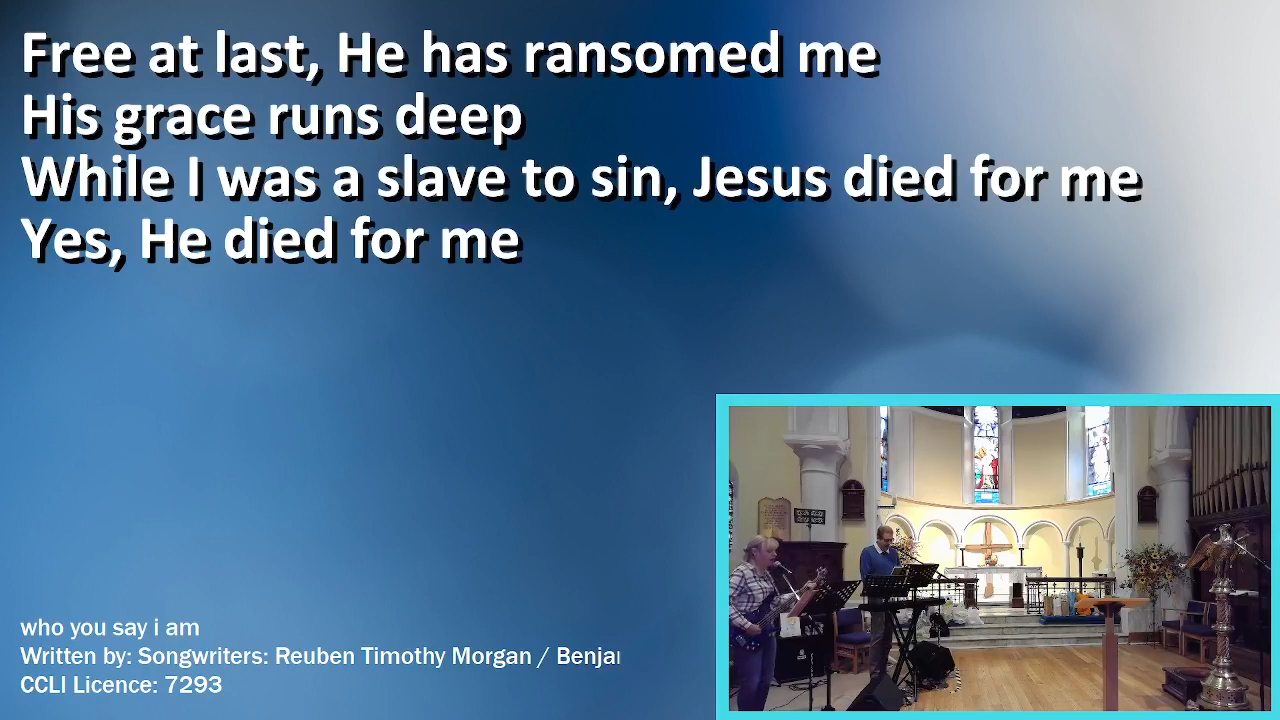 Free at last, He has ransomed me
His grace runs deep
While I was a slave to sin, Jesus died for me
Yes, He died for me
who you say i am
Written by: Songwriters: Reuben Timothy Morgan / Benja
CCLI Licence: 7293